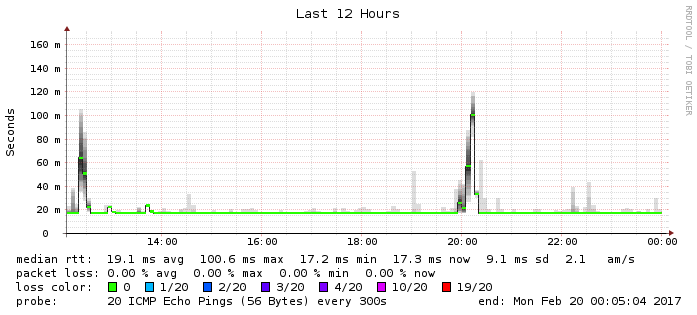 Last 12 Hours
RRDTOOL / TOBI OETIKER
Seconds
160 m
140 m
120 m
100 m
80 m
60 m
40 m
20 m
0
14:00 16:00 18:00 20:00 22:00 00:00
median rtt: 19.1 ms avg 100.6 ms max 17.2 ms min 17.3 ms now 9.1 ms sd 2.1 am/s
packet loss: 0.00 % avg 0.00 % max 0.00 % min 0.00 % now
loss color: 0 1/20 2/20 3/20 4/20 10/20 19/20
probe: 20 ICMP Echo Pings (56 Bytes) every 300s end: Mon Feb 20 00:05:04 2017